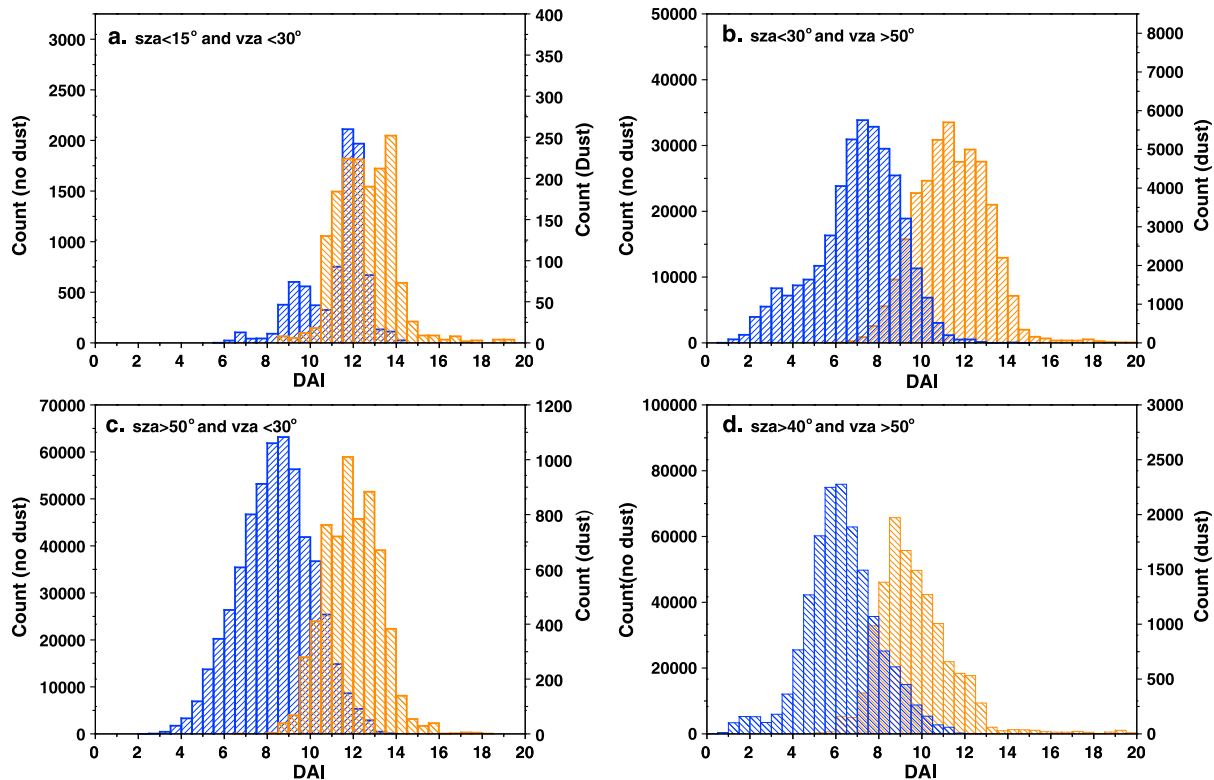 a. sza<15° and vza <30°
Count (no dust)
3000
2500
2000
1500
1000
500
0
400
350
300
250
200
150
100
50
0
Count (Dust)
0 2 4 6 8 10 12 14 16 18 20
DAI
b. sza<30° and vza >50°
Count (no dust)
50000
40000
30000
20000
10000
0
8000
7000
6000
5000
4000
3000
2000
1000
0
Count (dust)
0 2 4 6 8 10 12 14 16 18 20
DAI
c. sza>50° and vza <30°
Count (no dust)
70000
60000
50000
40000
30000
20000
10000
0
1200
1000
800
600
400
200
0
Count (dust)
0 2 4 6 8 10 12 14 16 18 20
DAI
d. sza>40° and vza >50°
Count(no dust)
100000
80000
60000
40000
20000
0
3000
2500
2000
1500
1000
500
0
Count (dust)
0 2 4 6 8 10 12 14 16 18 20
DAI